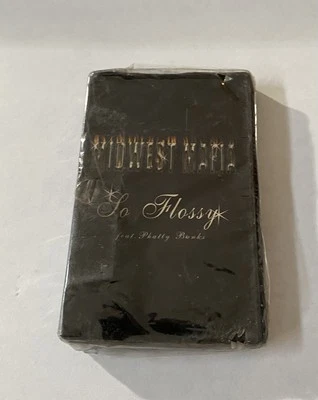 MIDWEST MAFIA
So Flossy
feat. Phatty Banks